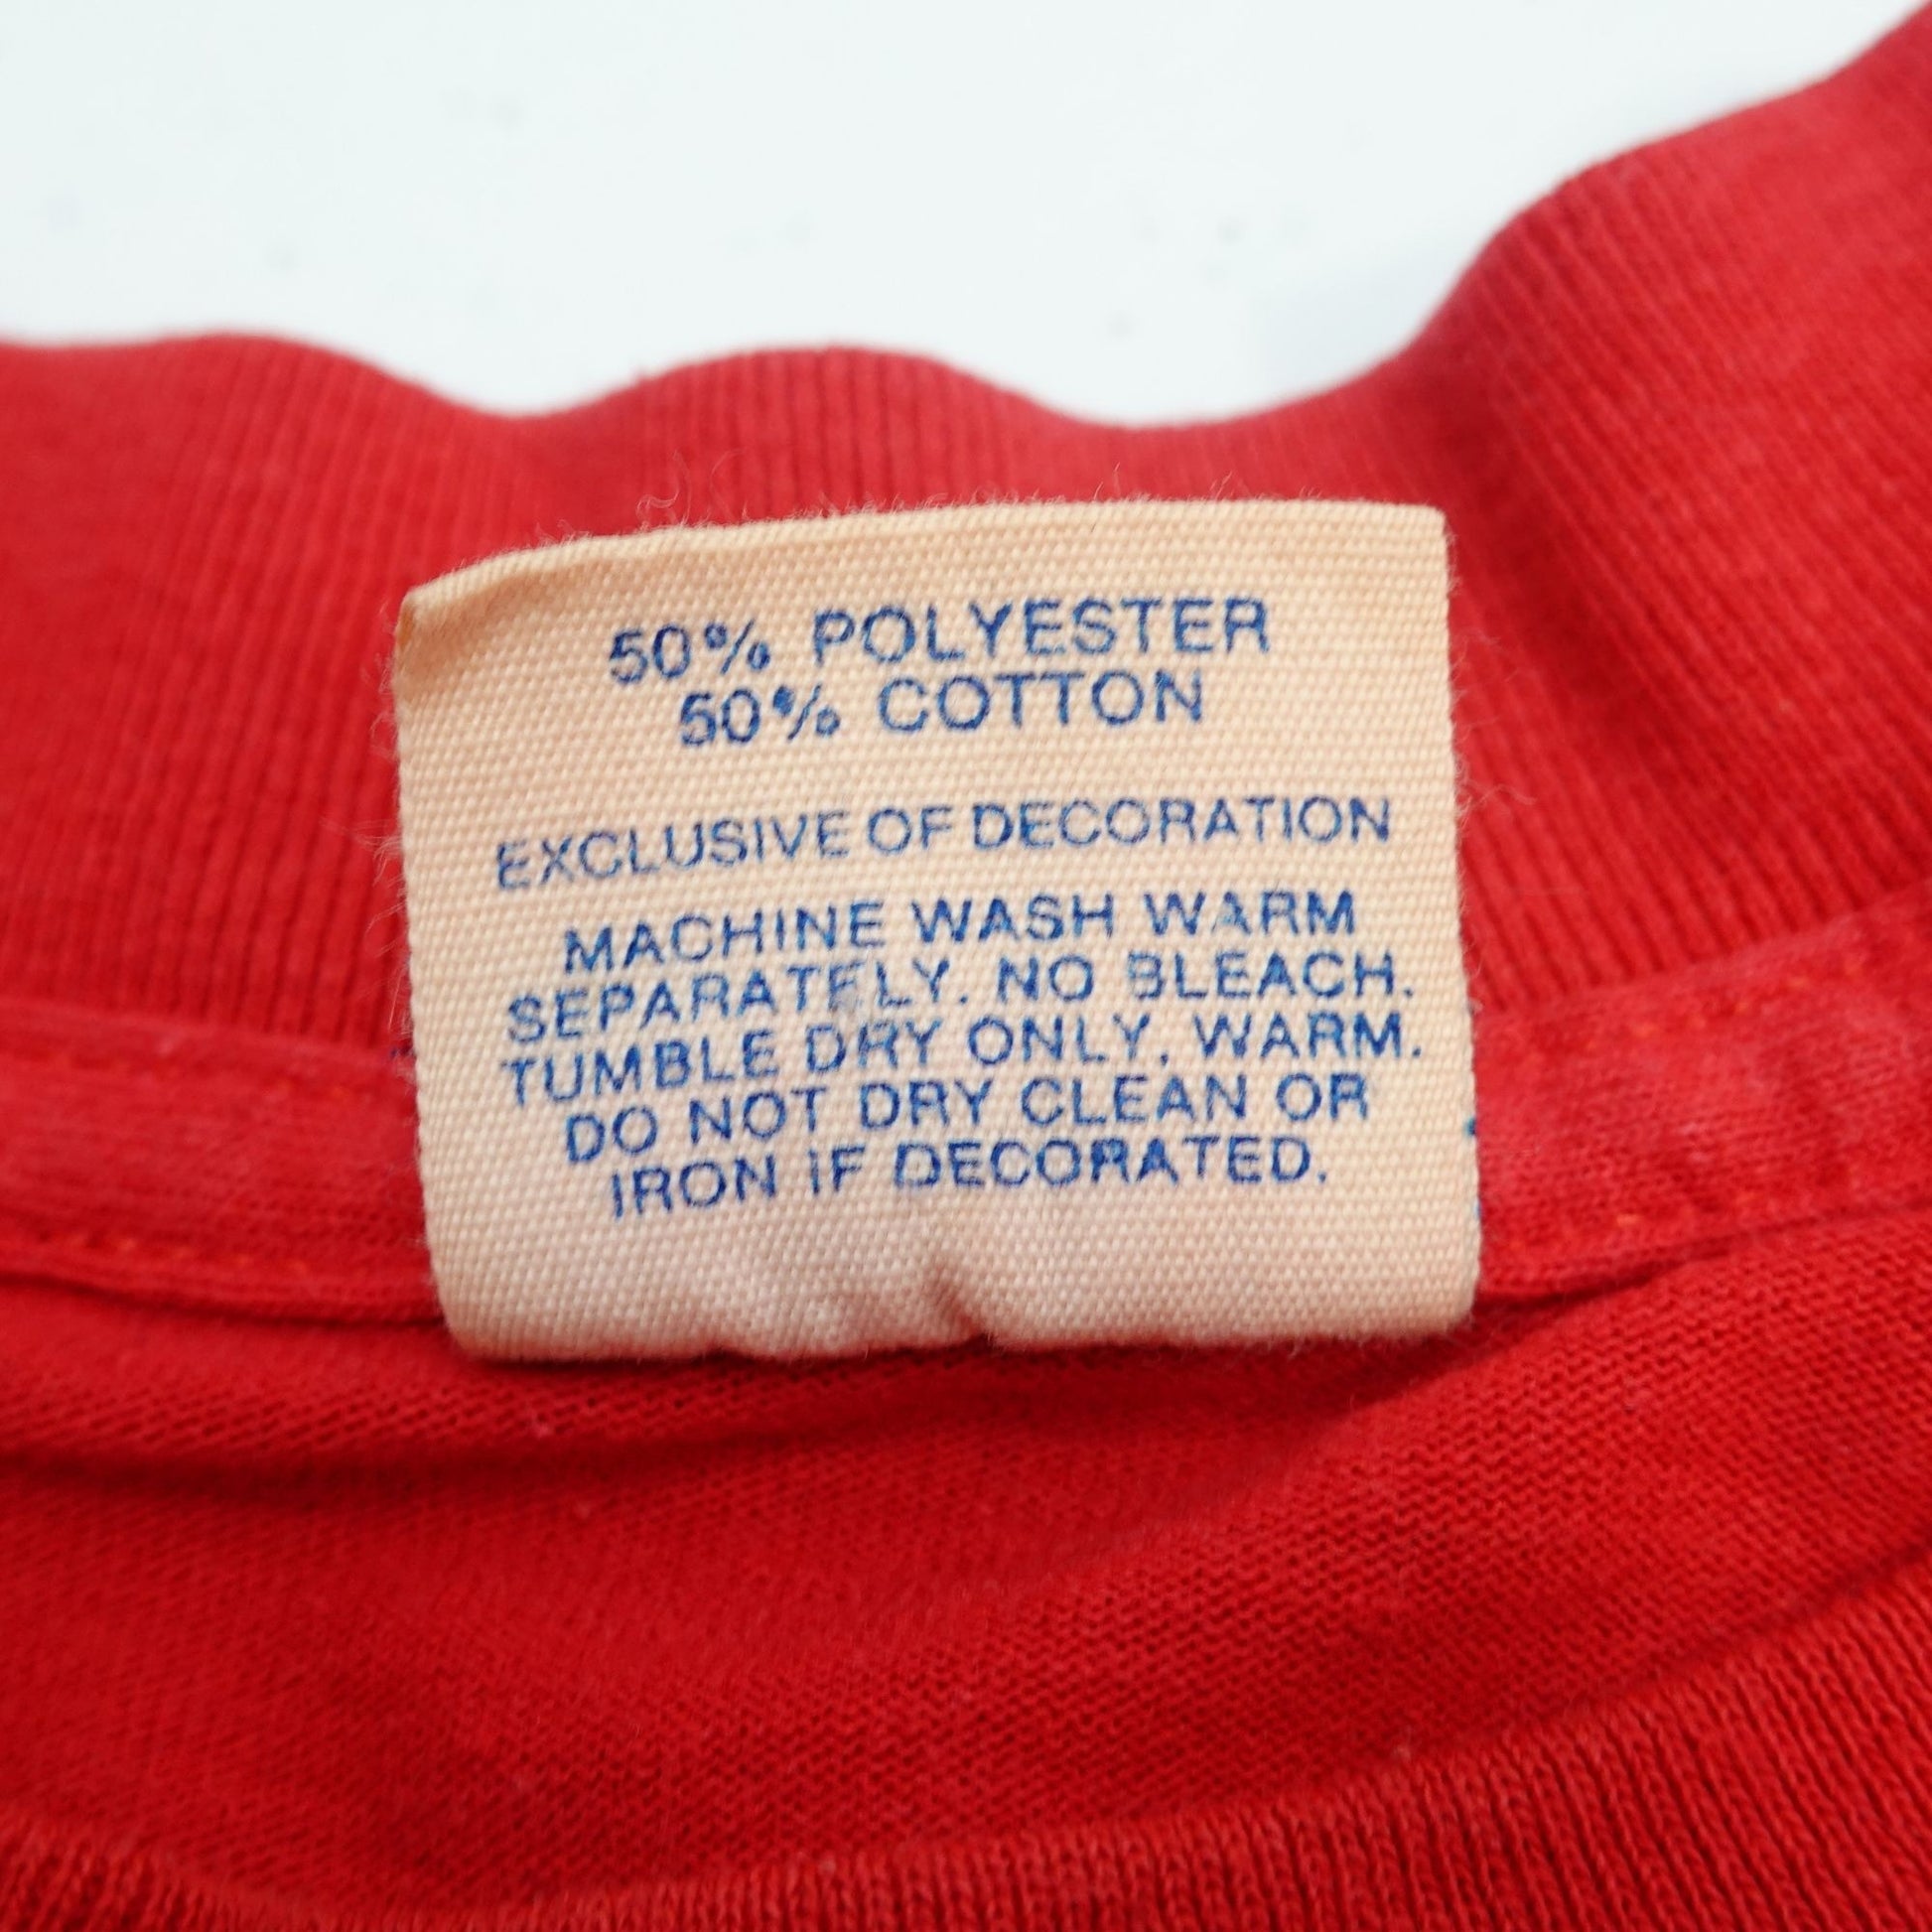 50% POLYESTER
50% COTTON
EXCLUSIVE OF DECORATION
MACHINE WASH WARM
SEPARATELY. NO BLEACH.
TUMBLE DRY ONLY, WARM.
DO NOT DRY CLEAN OR
IRON IF DECORATED.